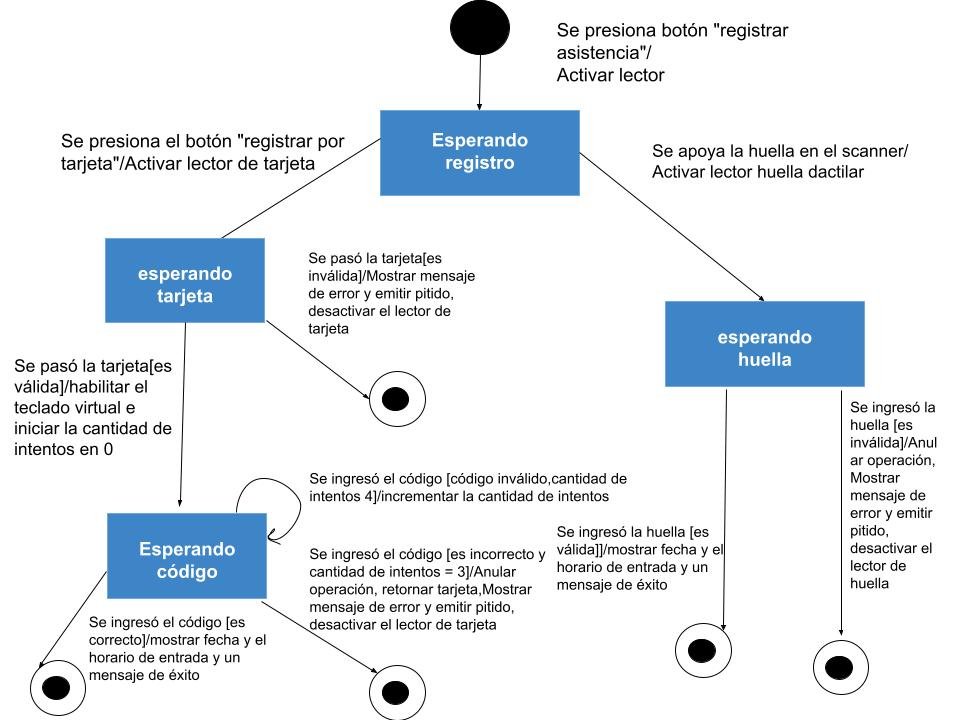 Se presiona botón "registrar
asistencia"/
Activar lector
Esperando
registro
Se presiona el botón "registrar por
tarjeta"/Activar lector de tarjeta
Se apoya la huella en el scanner/
Activar lector huella dactilar
esperando
tarjeta
Se pasó la tarjeta[es
inválida]/Mostrar mensaje
de error y emitir pitido,
desactivar el lector de
tarjeta
esperando
huella
Se pasó la tarjeta[es
válida]/habilitar el
teclado virtual e
iniciar la cantidad de
intentos en 0
Se ingresó la
huella [es
inválida]/Anul
ar operación,
Mostrar
mensaje de
error y emitir
pitido,
desactivar el
lector de
huella
Se ingresó el código [código inválido,cantidad de
intentos 4]/incrementar la cantidad de intentos
Esperando
código
Se ingresó la huella [es
válida]]/mostrar fecha y el
horario de entrada y un
mensaje de éxito
Se ingresó el código [es incorrecto y
cantidad de intentos = 3]/Anular
operación, retornar tarjeta,Mostrar
mensaje de error y emitir pitido,
desactivar el lector de tarjeta
Se ingresó el código [es
correcto]/mostrar fecha y el
horario de entrada y un
mensaje de éxito